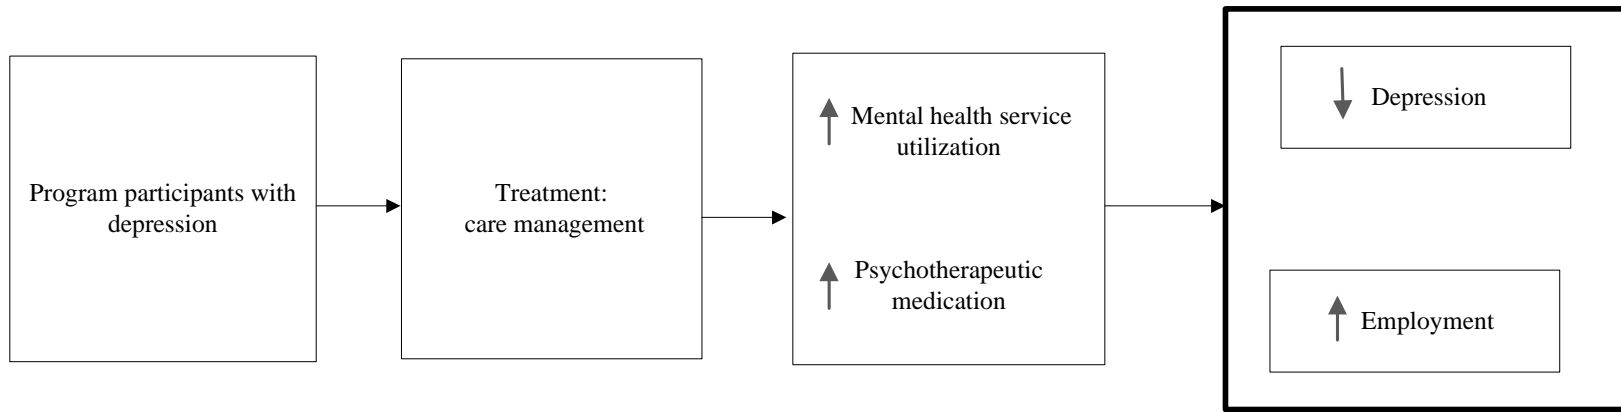 Program participants with
depression
Treatment:
care management
Mental health service
utilization
Psychotherapeutic
medication
Depression
Employment